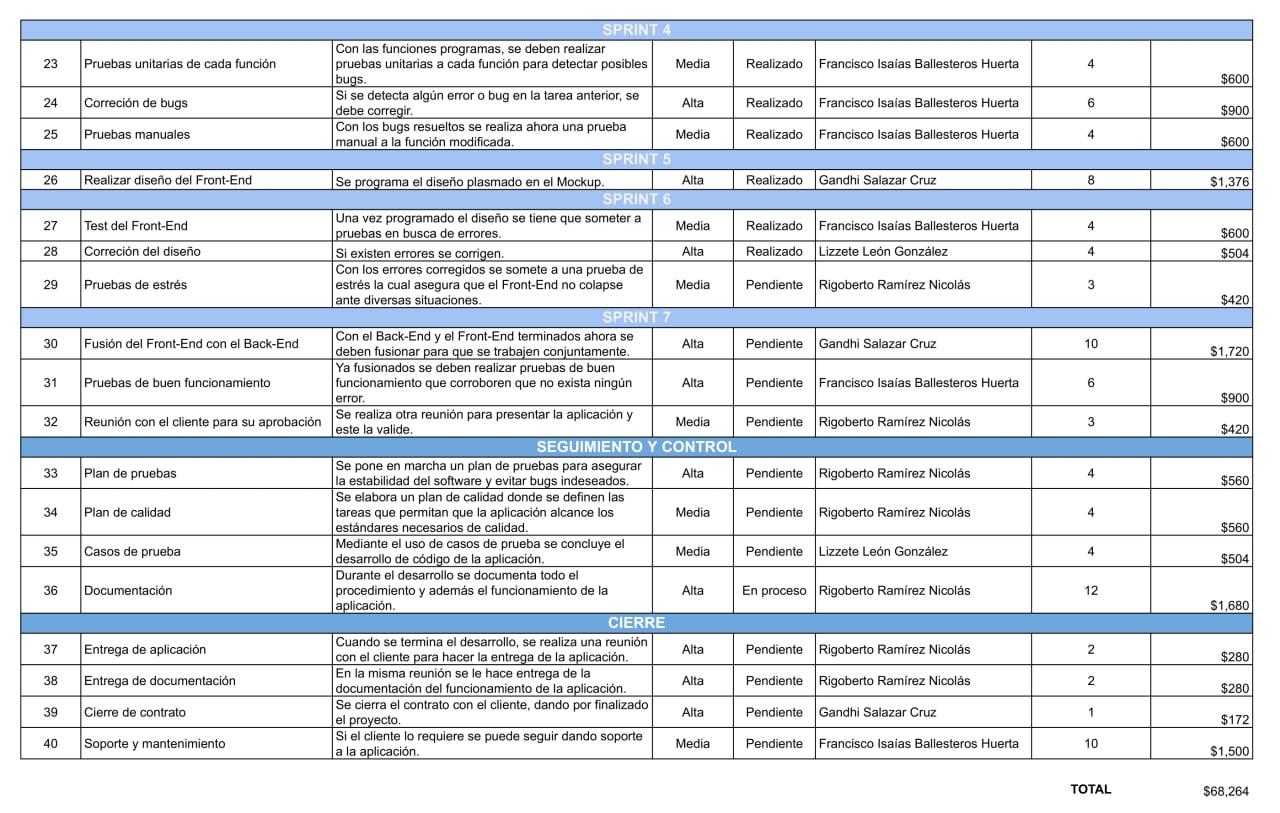 SPRINT 4
23 Pruebas unitarias de cada función Con las funciones programas, se deben realizar pruebas unitarias a cada función para detectar posibles bugs. Media Realizado Francisco Isaías Ballesteros Huerta 4 $600
24 Correción de bugs Si se detecta algún error o bug en la tarea anterior, se debe corregir. Alta Realizado Francisco Isaías Ballesteros Huerta 6 $900
25 Pruebas manuales Con los bugs resueltos se realiza ahora una prueba manual a la función modificada. Media Realizado Francisco Isaías Ballesteros Huerta 4 $600
SPRINT 5
26 Realizar diseño del Front-End Se programa el diseño plasmado en el Mockup. Alta Realizado Gandhi Salazar Cruz 8 $1,376
SPRINT 6
27 Test del Front-End Una vez programado el diseño se tiene que someter a pruebas en busca de errores. Media Realizado Francisco Isaías Ballesteros Huerta 4 $600
28 Correción del diseño Si existen errores se corrigen. Alta Realizado Lizzete León González 4 $504
29 Pruebas de estrés Con los errores corregidos se somete a una prueba de estrés la cual asegura que el Front-End no colapse ante diversas situaciones. Media Pendiente Rigoberto Ramírez Nicolás 3 $420
SPRINT 7
30 Fusión del Front-End con el Back-End Con el Back-End y el Front-End terminados ahora se deben fusionar para que se trabajen conjuntamente. Alta Pendiente Gandhi Salazar Cruz 10 $1,720
31 Pruebas de buen funcionamiento Ya fusionados se deben realizar pruebas de buen funcionamiento que corroboren que no exista ningún error. Alta Pendiente Francisco Isaías Ballesteros Huerta 6 $900
32 Reunión con el cliente para su aprobación Se realiza otra reunión para presentar la aplicación y este la valide. Media Pendiente Rigoberto Ramírez Nicolás 3 $420
SEGUIMIENTO Y CONTROL
33 Plan de pruebas Se pone en marcha un plan de pruebas para asegurar la estabilidad del software y evitar bugs indeseados. Alta Pendiente Rigoberto Ramírez Nicolás 4 $560
34 Plan de calidad Se elabora un plan de calidad donde se definen las tareas que permitan que la aplicación alcance los estándares necesarios de calidad. Media Pendiente Rigoberto Ramírez Nicolás 4 $560
35 Casos de prueba Mediante el uso de casos de prueba se concluye el desarrollo de código de la aplicación. Media Pendiente Lizzete León González 4 $504
36 Documentación Durante el desarrollo se documenta todo el procedimiento y además el funcionamiento de la aplicación. Alta En proceso Rigoberto Ramírez Nicolás 12 $1,680
CIERRE
37 Entrega de aplicación Cuando se termina el desarrollo, se realiza una reunión con el cliente para hacer la entrega de la aplicación. Alta Pendiente Rigoberto Ramírez Nicolás 2 $280
38 Entrega de documentación En la misma reunión se le hace entrega de la documentación del funcionamiento de la aplicación. Alta Pendiente Rigoberto Ramírez Nicolás 2 $280
39 Cierre de contrato Se cierra el contrato con el cliente, dando por finalizado el proyecto. Alta Pendiente Gandhi Salazar Cruz 1 $172
40 Soporte y mantenimiento Si el cliente lo requiere se puede seguir dando soporte a la aplicación. Media Pendiente Francisco Isaías Ballesteros Huerta 10 $1,500
TOTAL $68,264